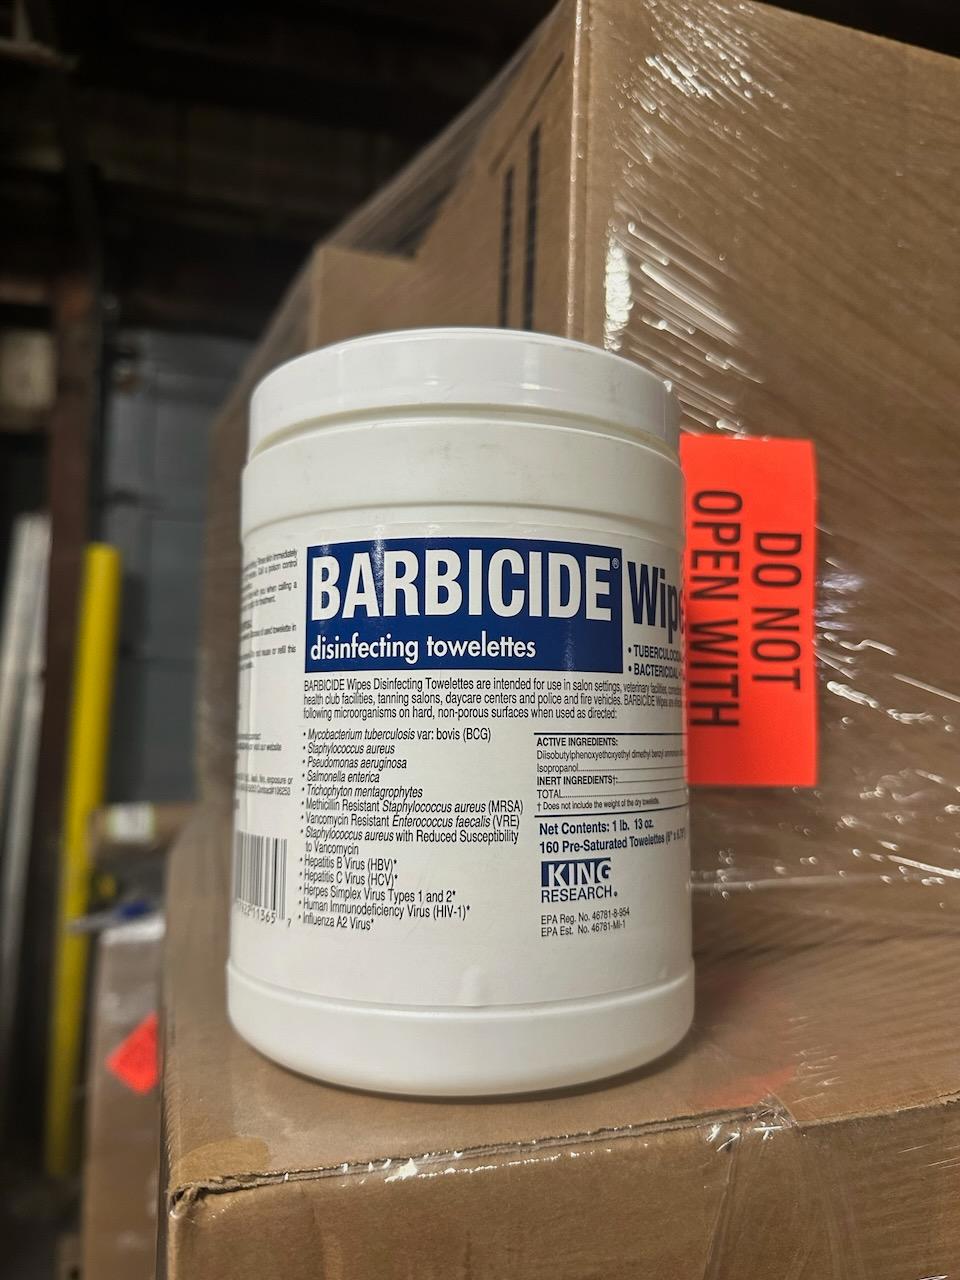 BARBICIDE®
Wip
disinfecting towelettes
• BACTERICIDAL
BARBICIDE Wipes Disinfecting Towelettes are intended for use in salon settings, veterinary facilities,
health club facilities, tanning salons, daycare centers and police and fire vehicles. BARBICIDE Wipes are
following microorganisms on hard, non-porous surfaces when used as directed:
• Mycobacterium tuberculosis var: bovis (BCG)
• Staphylococcus aureus
• Pseudomonas aeruginosa
• Salmonella enterica
• Trichophyton mentagrophytes
• Methicillin Resistant Staphylococcus aureus (MRSA)
• Vancomycin Resistant Enterococcus faecalis (VRE)
• Staphylococcus aureus with Reduced Susceptibility
to Vancomycin
• Hepatitis B Virus (HBV)*
• Hepatitis C Virus (HCV)*
• Herpes Simplex Virus Types 1 and 2*
• Human Immunodeficiency Virus (HIV-1)*
• Influenza A2 Virus*
ACTIVE INGREDIENTS:
Diisobutylphenoxyethoxyethyl dimethyl benzyl
Isopropanol
INERT INGREDIENTS†:
TOTAL
† Does not include the weight of the dry towelette.
Net Contents: 1 lb. 13 oz.
160 Pre-Saturated Towelettes
KING
RESEARCH®
EPA Reg. No. 46781-8-954
EPA Est. No. 46781-MI-1
DO NOT
OPEN WITH